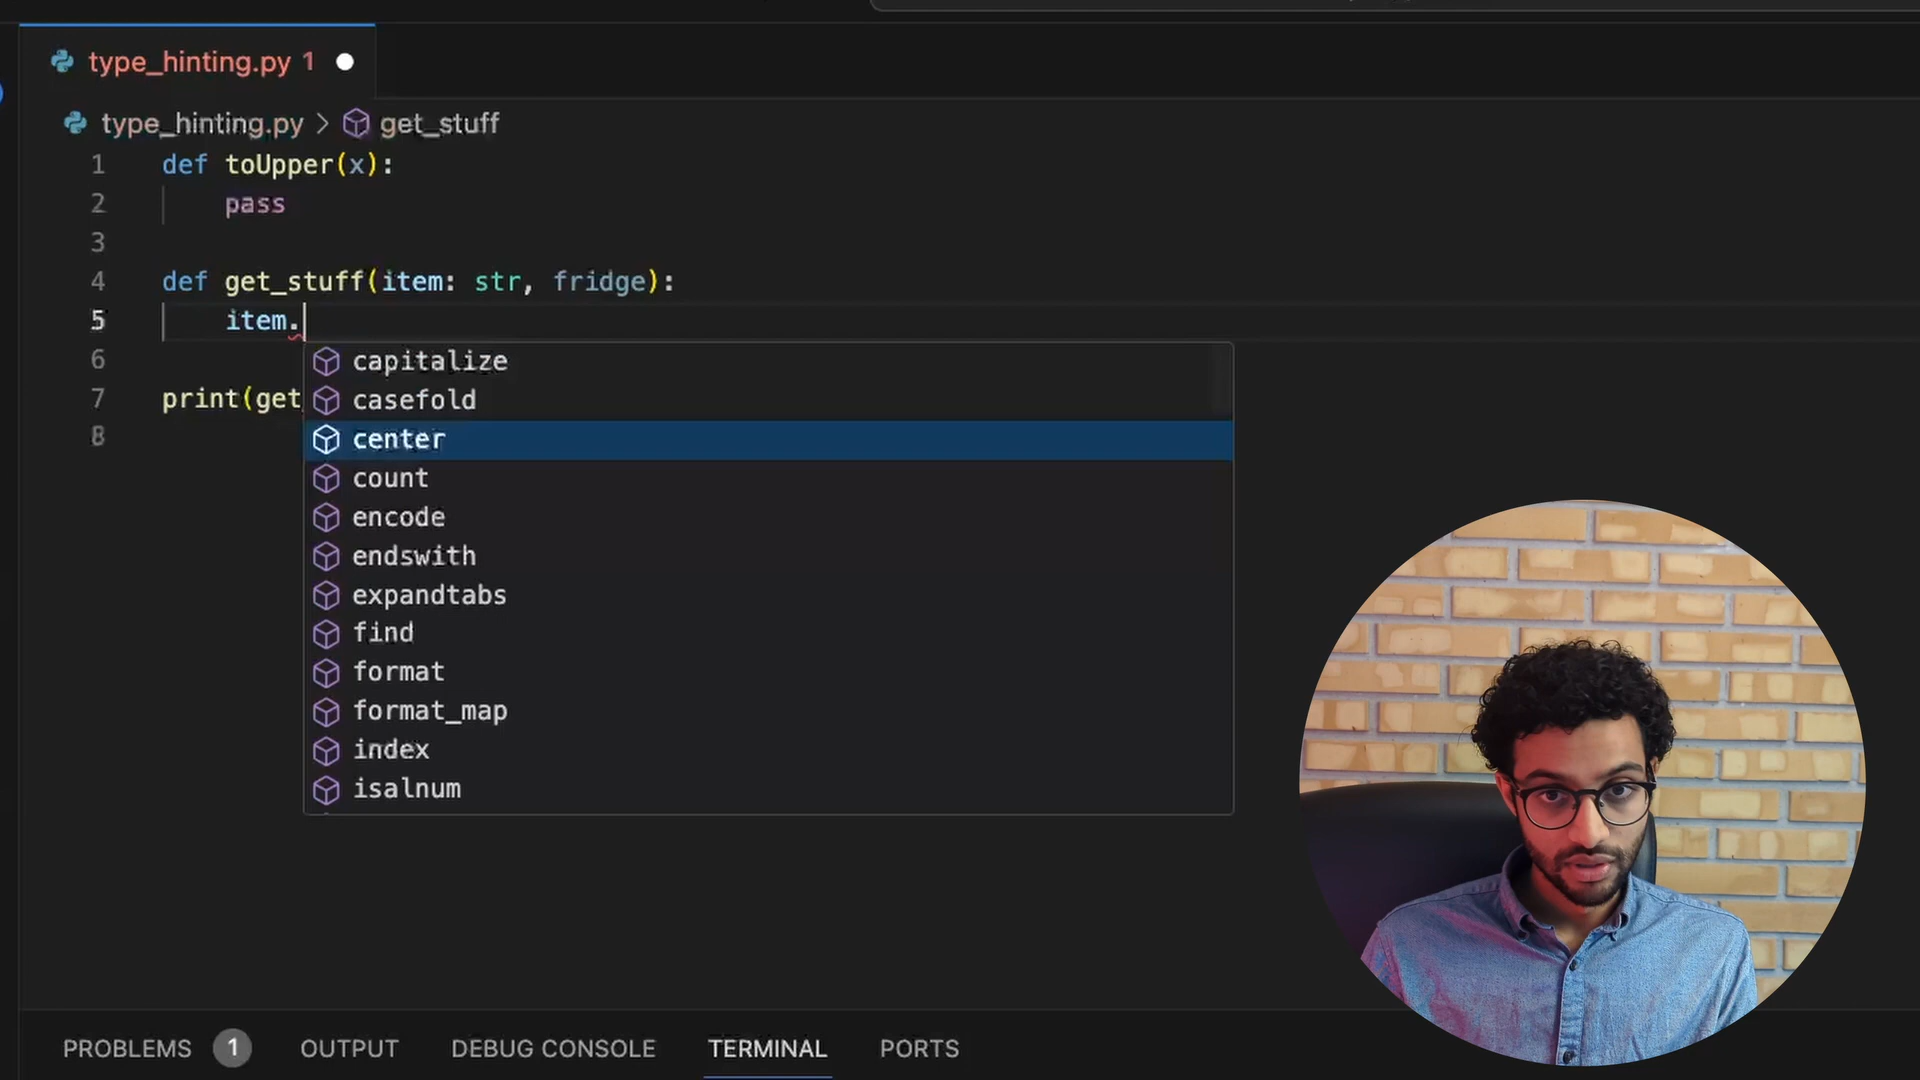 type_hinting.py 1
type_hinting.py > get_stuff
1 def toUpper(x):
2 pass
3
4 def get_stuff(item: str, fridge):
5 item.
6
7 print(get_
8
capitalize
casefold
center
count
encode
endswith
expandtabs
find
format
format_map
index
isalnum
PROBLEMS 1 OUTPUT DEBUG CONSOLE TERMINAL PORTS